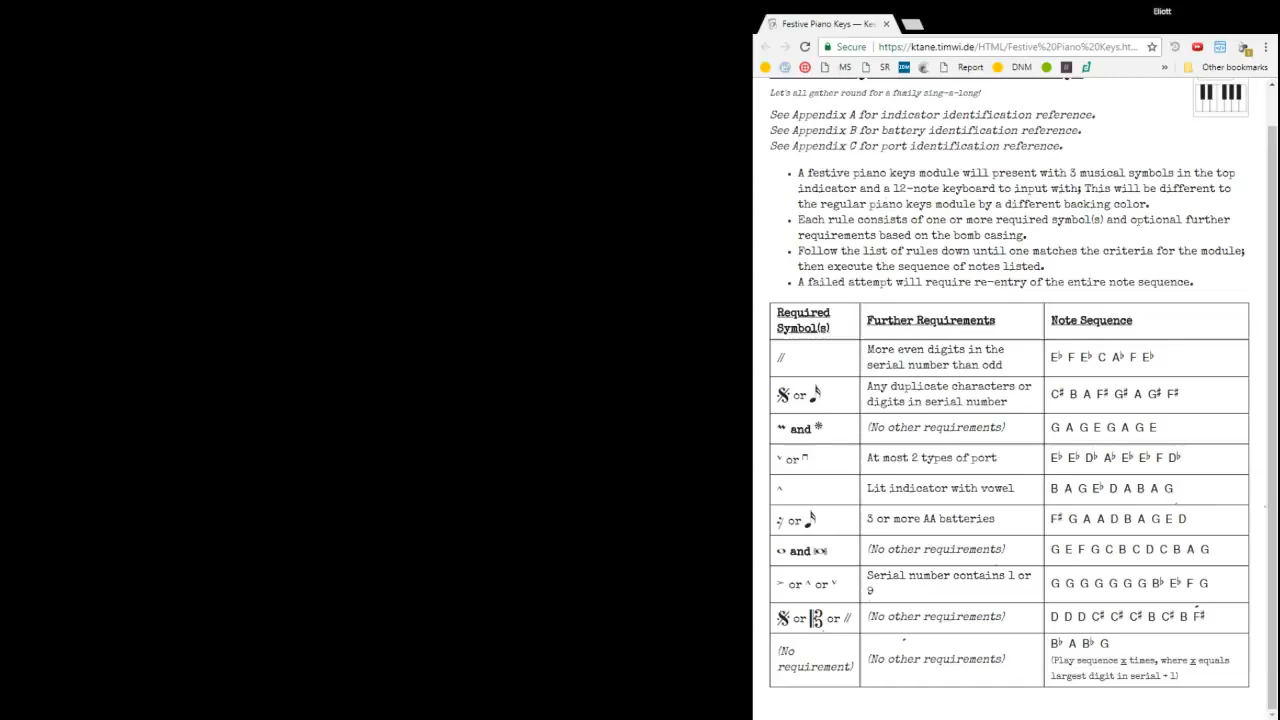 Eliott
Festive Piano Keys — Ke
Secure https://ktane.timwi.de/HTML/Festive%20Piano%20Keys.ht...
MS SR IDM Report DNM » Other bookmarks
Let's all gather round for a family sing-a-long!
See Appendix A for indicator identification reference.
See Appendix B for battery identification reference.
See Appendix C for port identification reference.
• A festive piano keys module will present with 3 musical symbols in the top
indicator and a 12-note keyboard to input with; This will be different to
the regular piano keys module by a different backing color.
• Each rule consists of one or more required symbol(s) and optional further
requirements based on the bomb casing.
• Follow the list of rules down until one matches the criteria for the module;
then execute the sequence of notes listed.
• A failed attempt will require re-entry of the entire note sequence.
Required
Symbol(s)
Further Requirements
Note Sequence
//
More even digits in the
serial number than odd
E♭ F E♭ C A♭ F E♭
or
Any duplicate characters or
digits in serial number
C♯ B A F♯ G♯ A G♯ F♯
and
(No other requirements)
G A G E G A G E
or
At most 2 types of port
E♭ E♭ D♭ A♭ E♭ E♭ F D♭
^
Lit indicator with vowel
B A G E♭ D A B A G
or
3 or more AA batteries
F♯ G A A D B A G E D
and
(No other requirements)
G E F G C B C D C B A G
> or ^ or v
Serial number contains 1 or
9
G G G G G G G B♭ E♭ F G
or or //
(No other requirements)
D D D C♯ C♯ C♯ B C♯ B F♯
(No
requirement)
(No other requirements)
B♭ A B♭ G
(Play sequence x times, where x equals
largest digit in serial + 1)